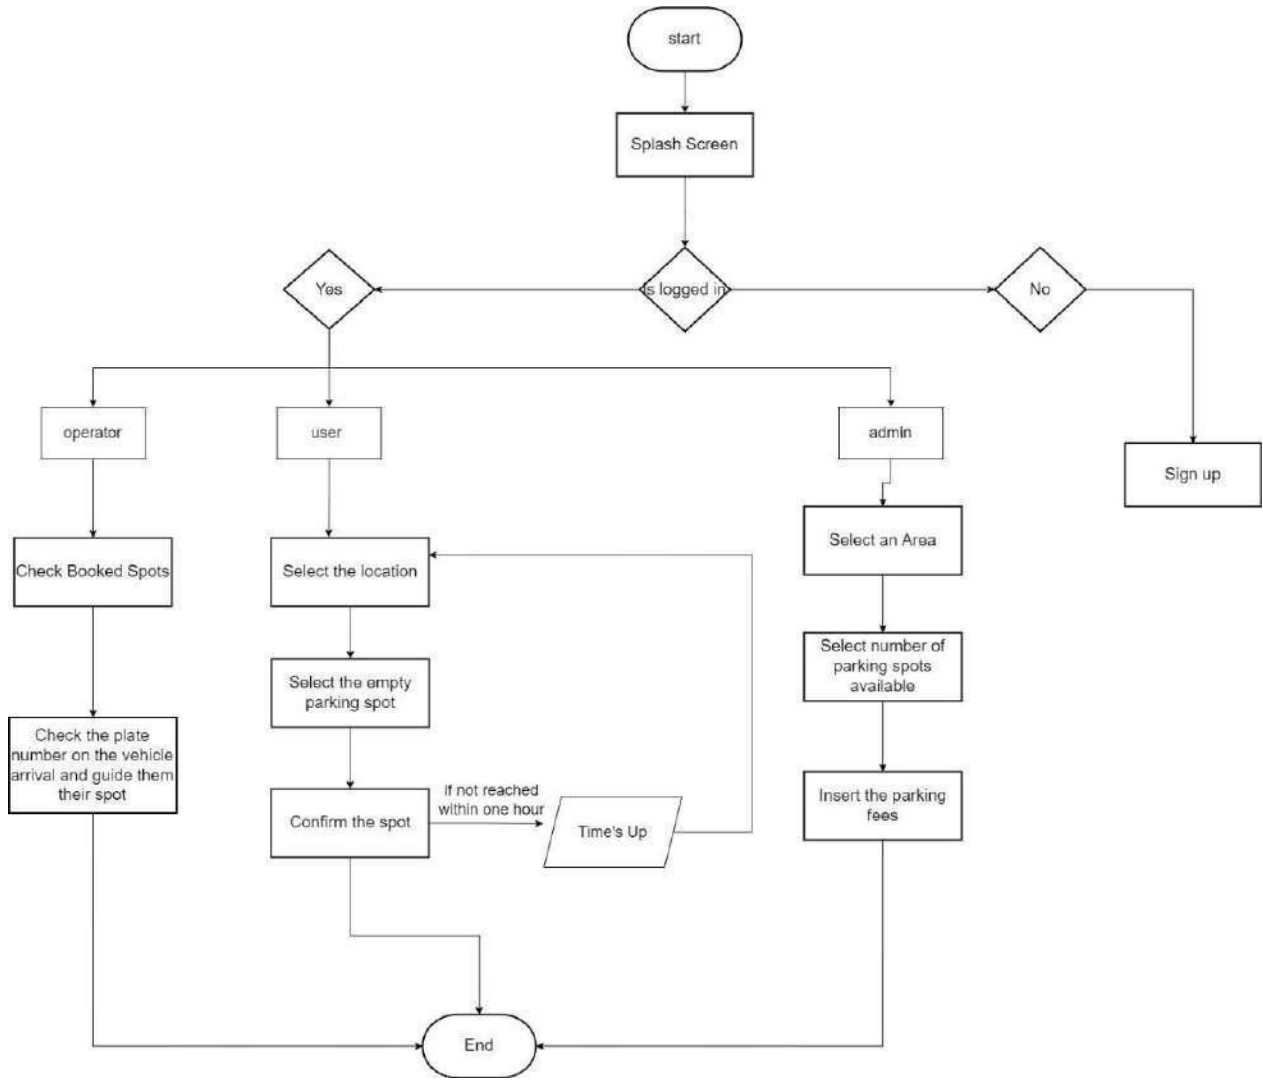 start
Splash Screen
Yes
Is logged in
No
operator
user
admin
Sign up
Check Booked Spots
Select the location
Select an Area
Select the empty
parking spot
Select number of
parking spots
available
Check the plate
number on the vehicle
arrival and guide them
their spot
Confirm the spot
if not reached
within one hour
Time's Up
Insert the parking
fees
End